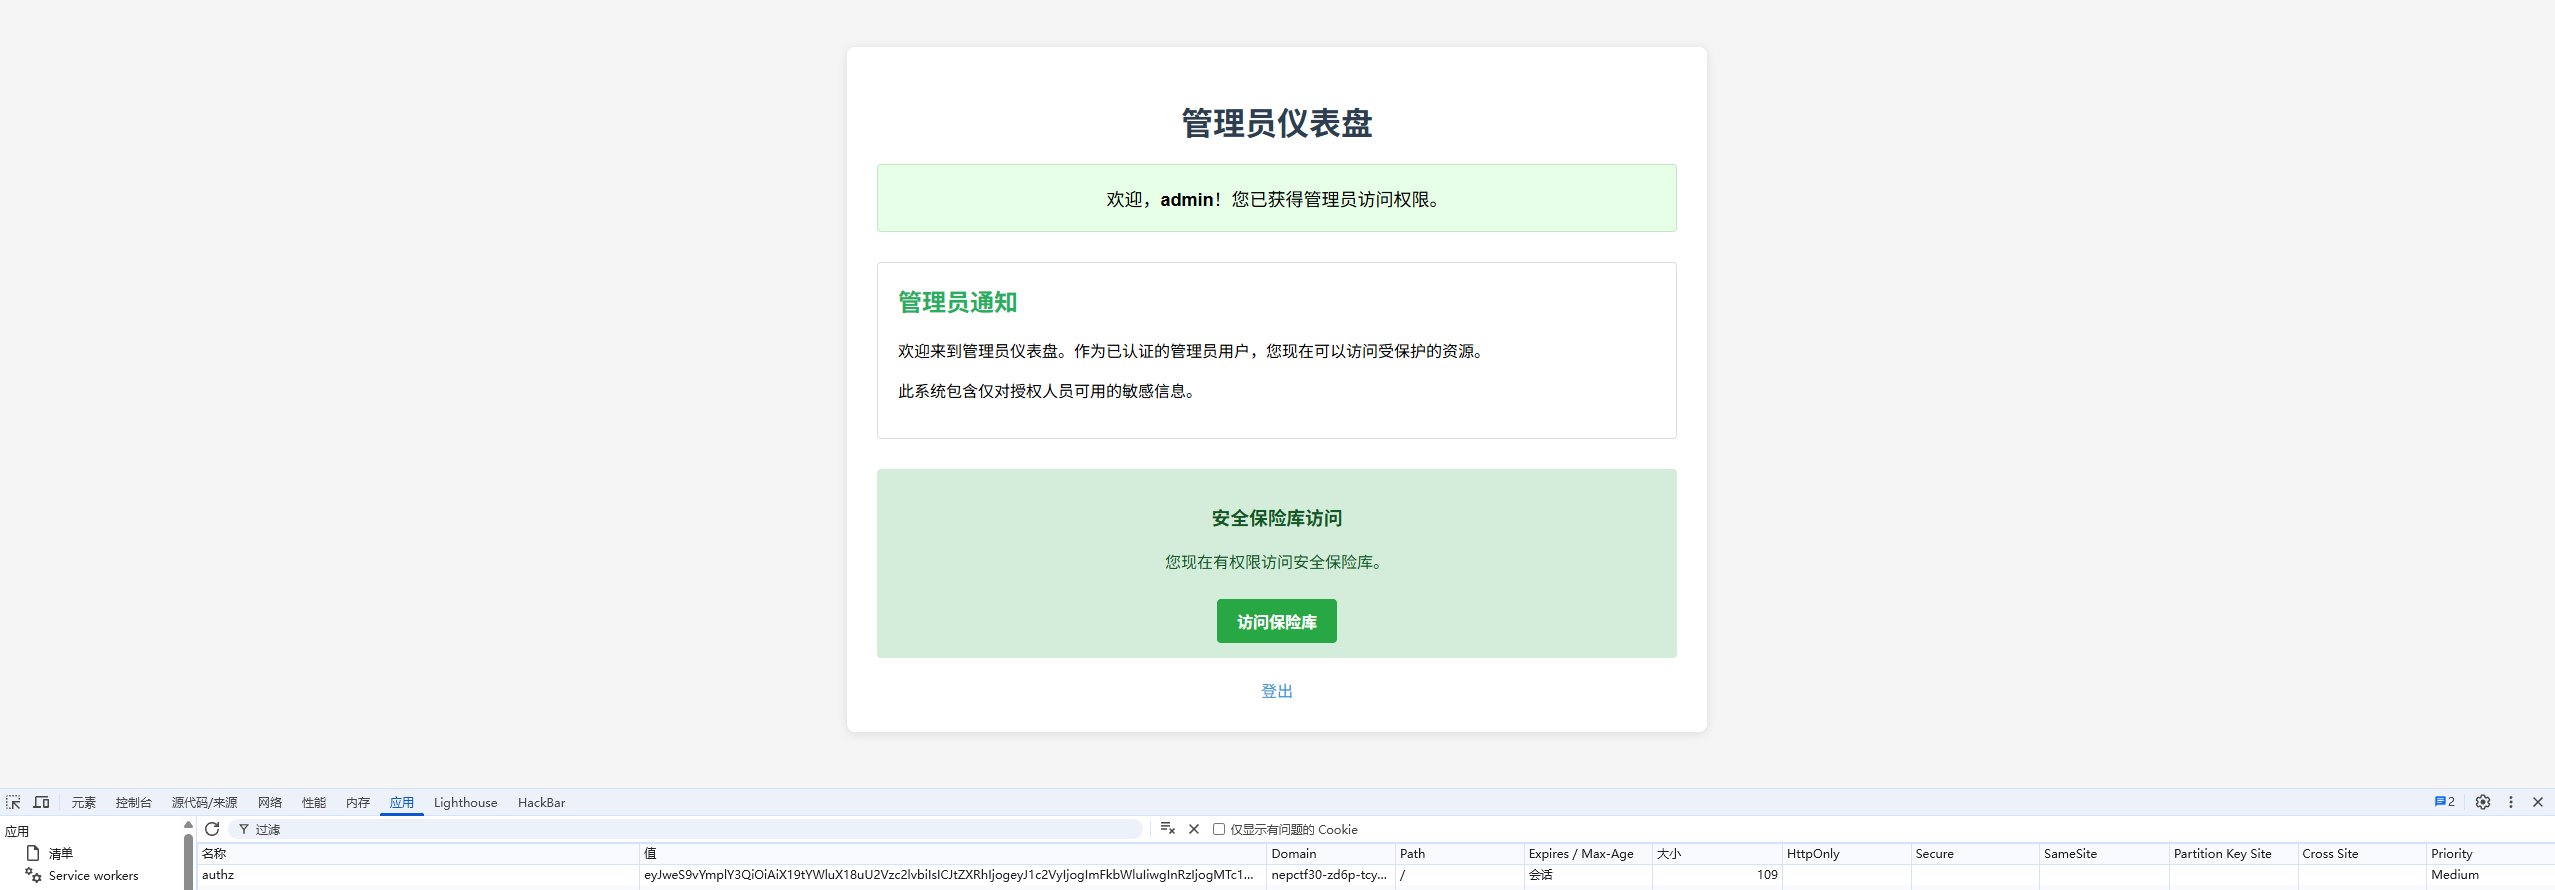 管理员仪表盘
欢迎，admin！您已获得管理员访问权限。
管理员通知
欢迎来到管理员仪表盘。作为已认证的管理员用户，您现在可以访问受保护的资源。
此系统包含仅对授权人员可用的敏感信息。
安全保险库访问
您现在有权限访问安全保险库。
访问保险库
登出
元素 控制台 源代码/来源 网络 性能 内存 应用 Lighthouse HackBar 2
应用 过滤 仅显示有问题的 Cookie
清单 名称 值 Domain Path Expires / Max-Age 大小 HttpOnly Secure SameSite Partition Key Site Cross Site Priority
Service workers authz eyJweS9vYmplY3QiOiAiX19tYWluX18uU2Vzc2lvbiIsICJtZXRhIjogeyJ1c2VyIjogImFkbWluIiwgInRzIjogMTc1... nepctf30-zd6p-tcy... / 会话 109 Medium